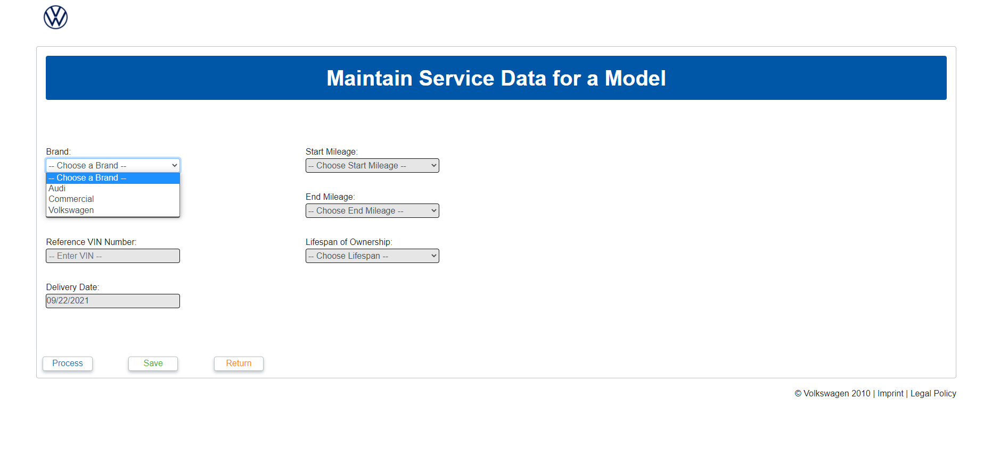 Maintain Service Data for a Model
Brand:
-- Choose a Brand --
-- Choose a Brand --
Audi
Commercial
Volkswagen
Reference VIN Number:
-- Enter VIN --
Delivery Date:
09/22/2021
Start Mileage:
-- Choose Start Mileage --
End Mileage:
-- Choose End Mileage --
Lifespan of Ownership:
-- Choose Lifespan --
Process
Save
Return
© Volkswagen 2010 | Imprint | Legal Policy